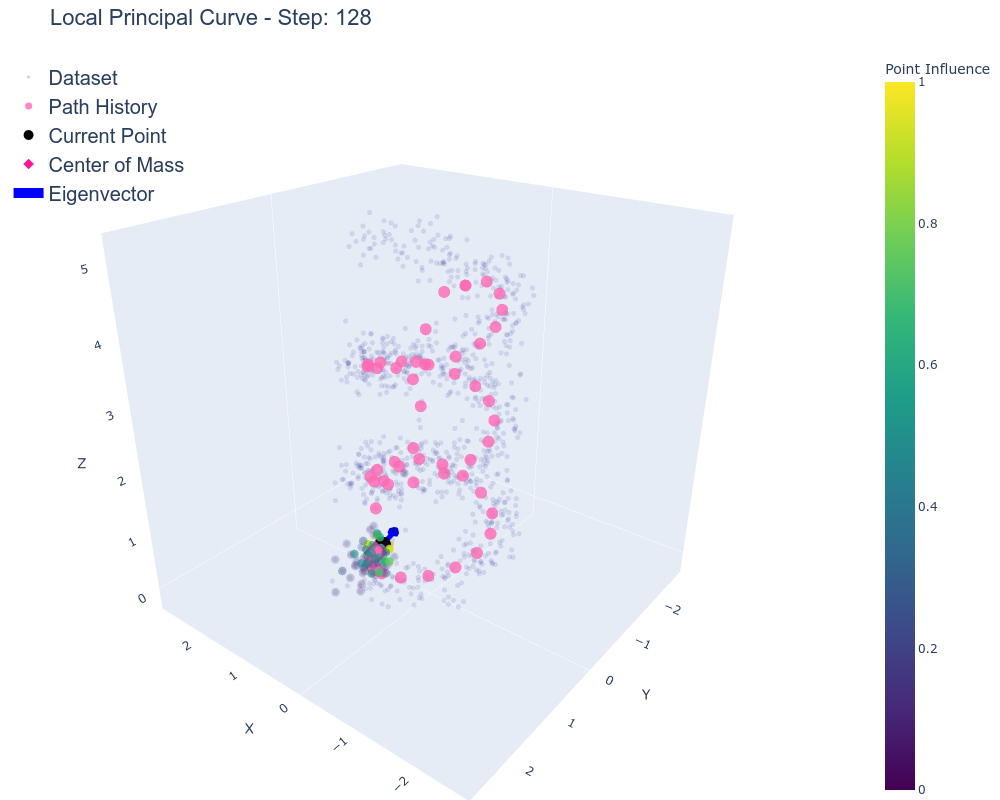 Local Principal Curve - Step: 128
Dataset
Path History
Current Point
Center of Mass
Eigenvector
Point Influence
1
0.8
0.6
0.4
0.2
0
5
4
3
2
1
0
Z
2
1
0
−1
−2
X
−2
−1
0
1
2
Y